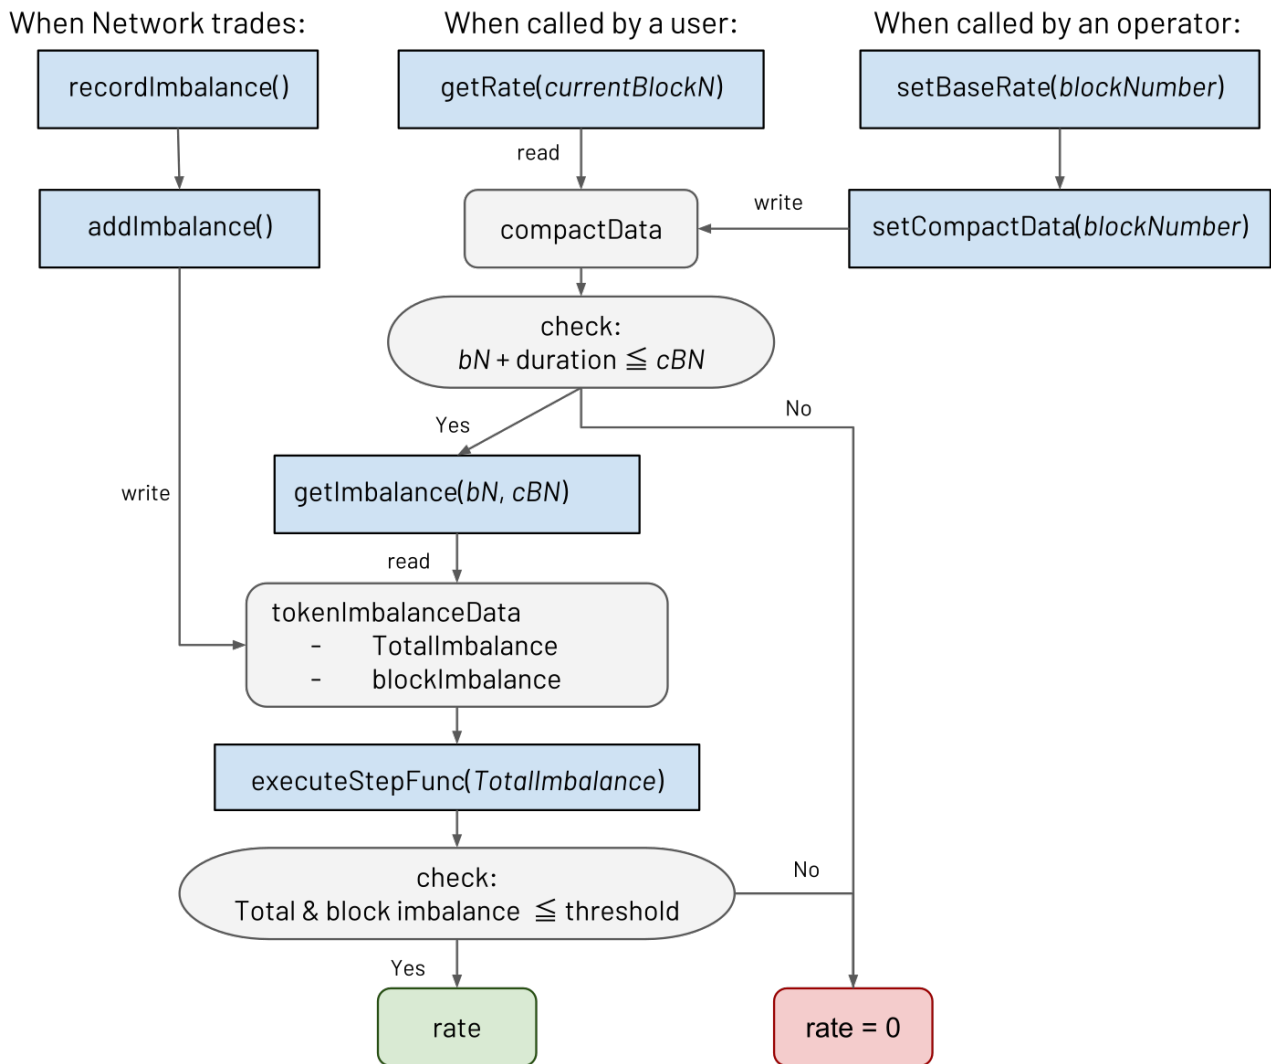 When Network trades:
When called by a user:
When called by an operator:
recordImbalance()
getRate(currentBlockN)
setBaseRate(blockNumber)
read
addImbalance()
compactData
write
setCompactData(blockNumber)
check:
bN + duration ≦ cBN
Yes
No
write
getImbalance(bN, cBN)
read
tokenImbalanceData
- TotalImbalance
- blockImbalance
executeStepFunc(TotalImbalance)
check:
Total & block imbalance ≦ threshold
No
Yes
rate
rate = 0